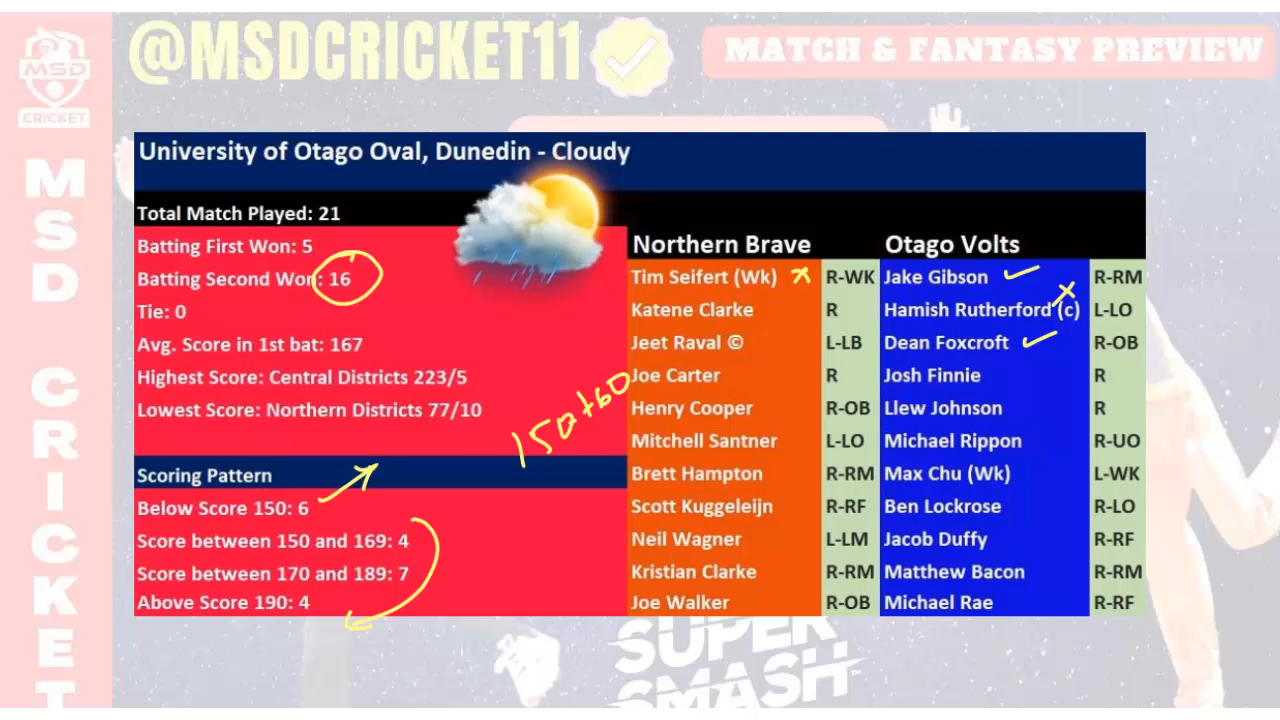 @MSDCRICKET11
MATCH & FANTASY PREVIEW
MSD
CRICKET
MSD CRICKET
University of Otago Oval, Dunedin - Cloudy
Total Match Played: 21
Batting First Won: 5
Batting Second Won: 16
Tie: 0
Avg. Score in 1st bat: 167
Highest Score: Central Districts 223/5
Lowest Score: Northern Districts 77/10
150+60
Scoring Pattern
Below Score 150: 6
Score between 150 and 169: 4
Score between 170 and 189: 7
Above Score 190: 4
Northern Brave
Tim Seifert (Wk) R-WK
Katene Clarke R
Jeet Raval © L-LB
Joe Carter R
Henry Cooper R-OB
Mitchell Santner L-LO
Brett Hampton R-RM
Scott Kuggeleijn R-RF
Neil Wagner L-LM
Kristian Clarke R-RM
Joe Walker R-OB
Otago Volts
Jake Gibson R-RM
Hamish Rutherford (c) L-LO
Dean Foxcroft R-OB
Josh Finnie R
Llew Johnson R
Michael Rippon R-UO
Max Chu (Wk) L-WK
Ben Lockrose R-LO
Jacob Duffy R-RF
Matthew Bacon R-RM
Michael Rae R-RF
SUPER
SMASH